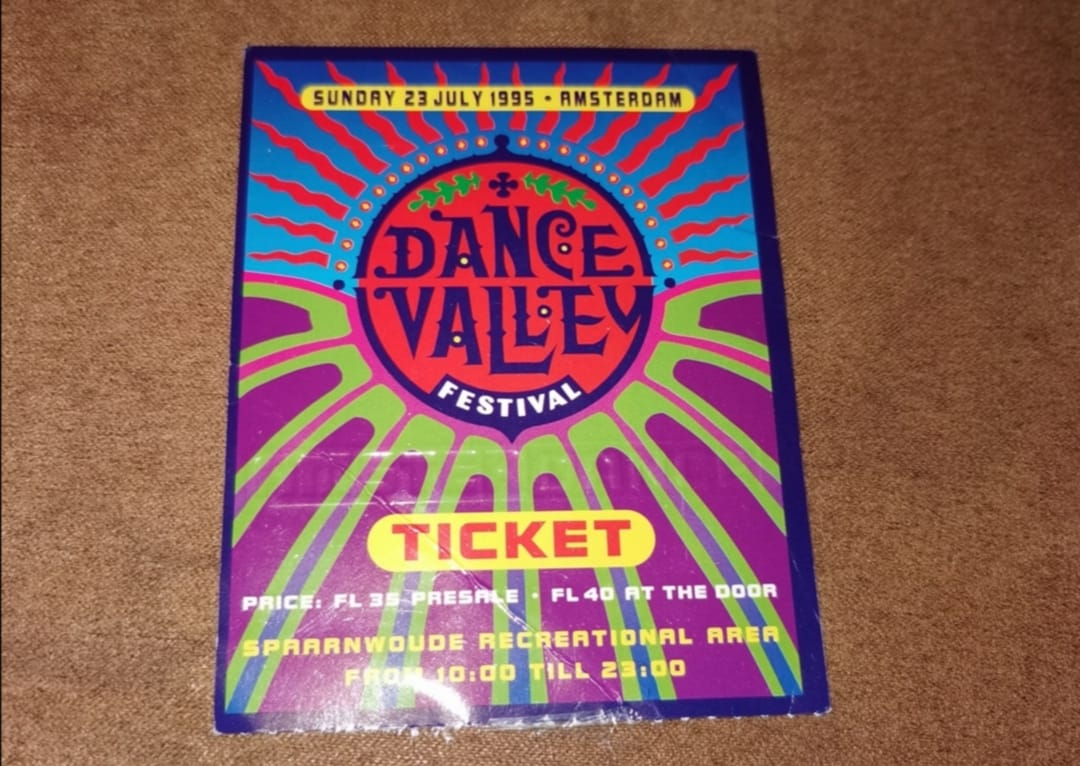 SUNDAY 23 JULY 1995 • AMSTERDAM
DANCE
VALLEY
FESTIVAL
TICKET
PRICE: FL 35 PRESALE • FL 40 AT THE DOOR
SPAARNWOUDE RECREATIONAL AREA
FROM 10:00 TILL 23:00